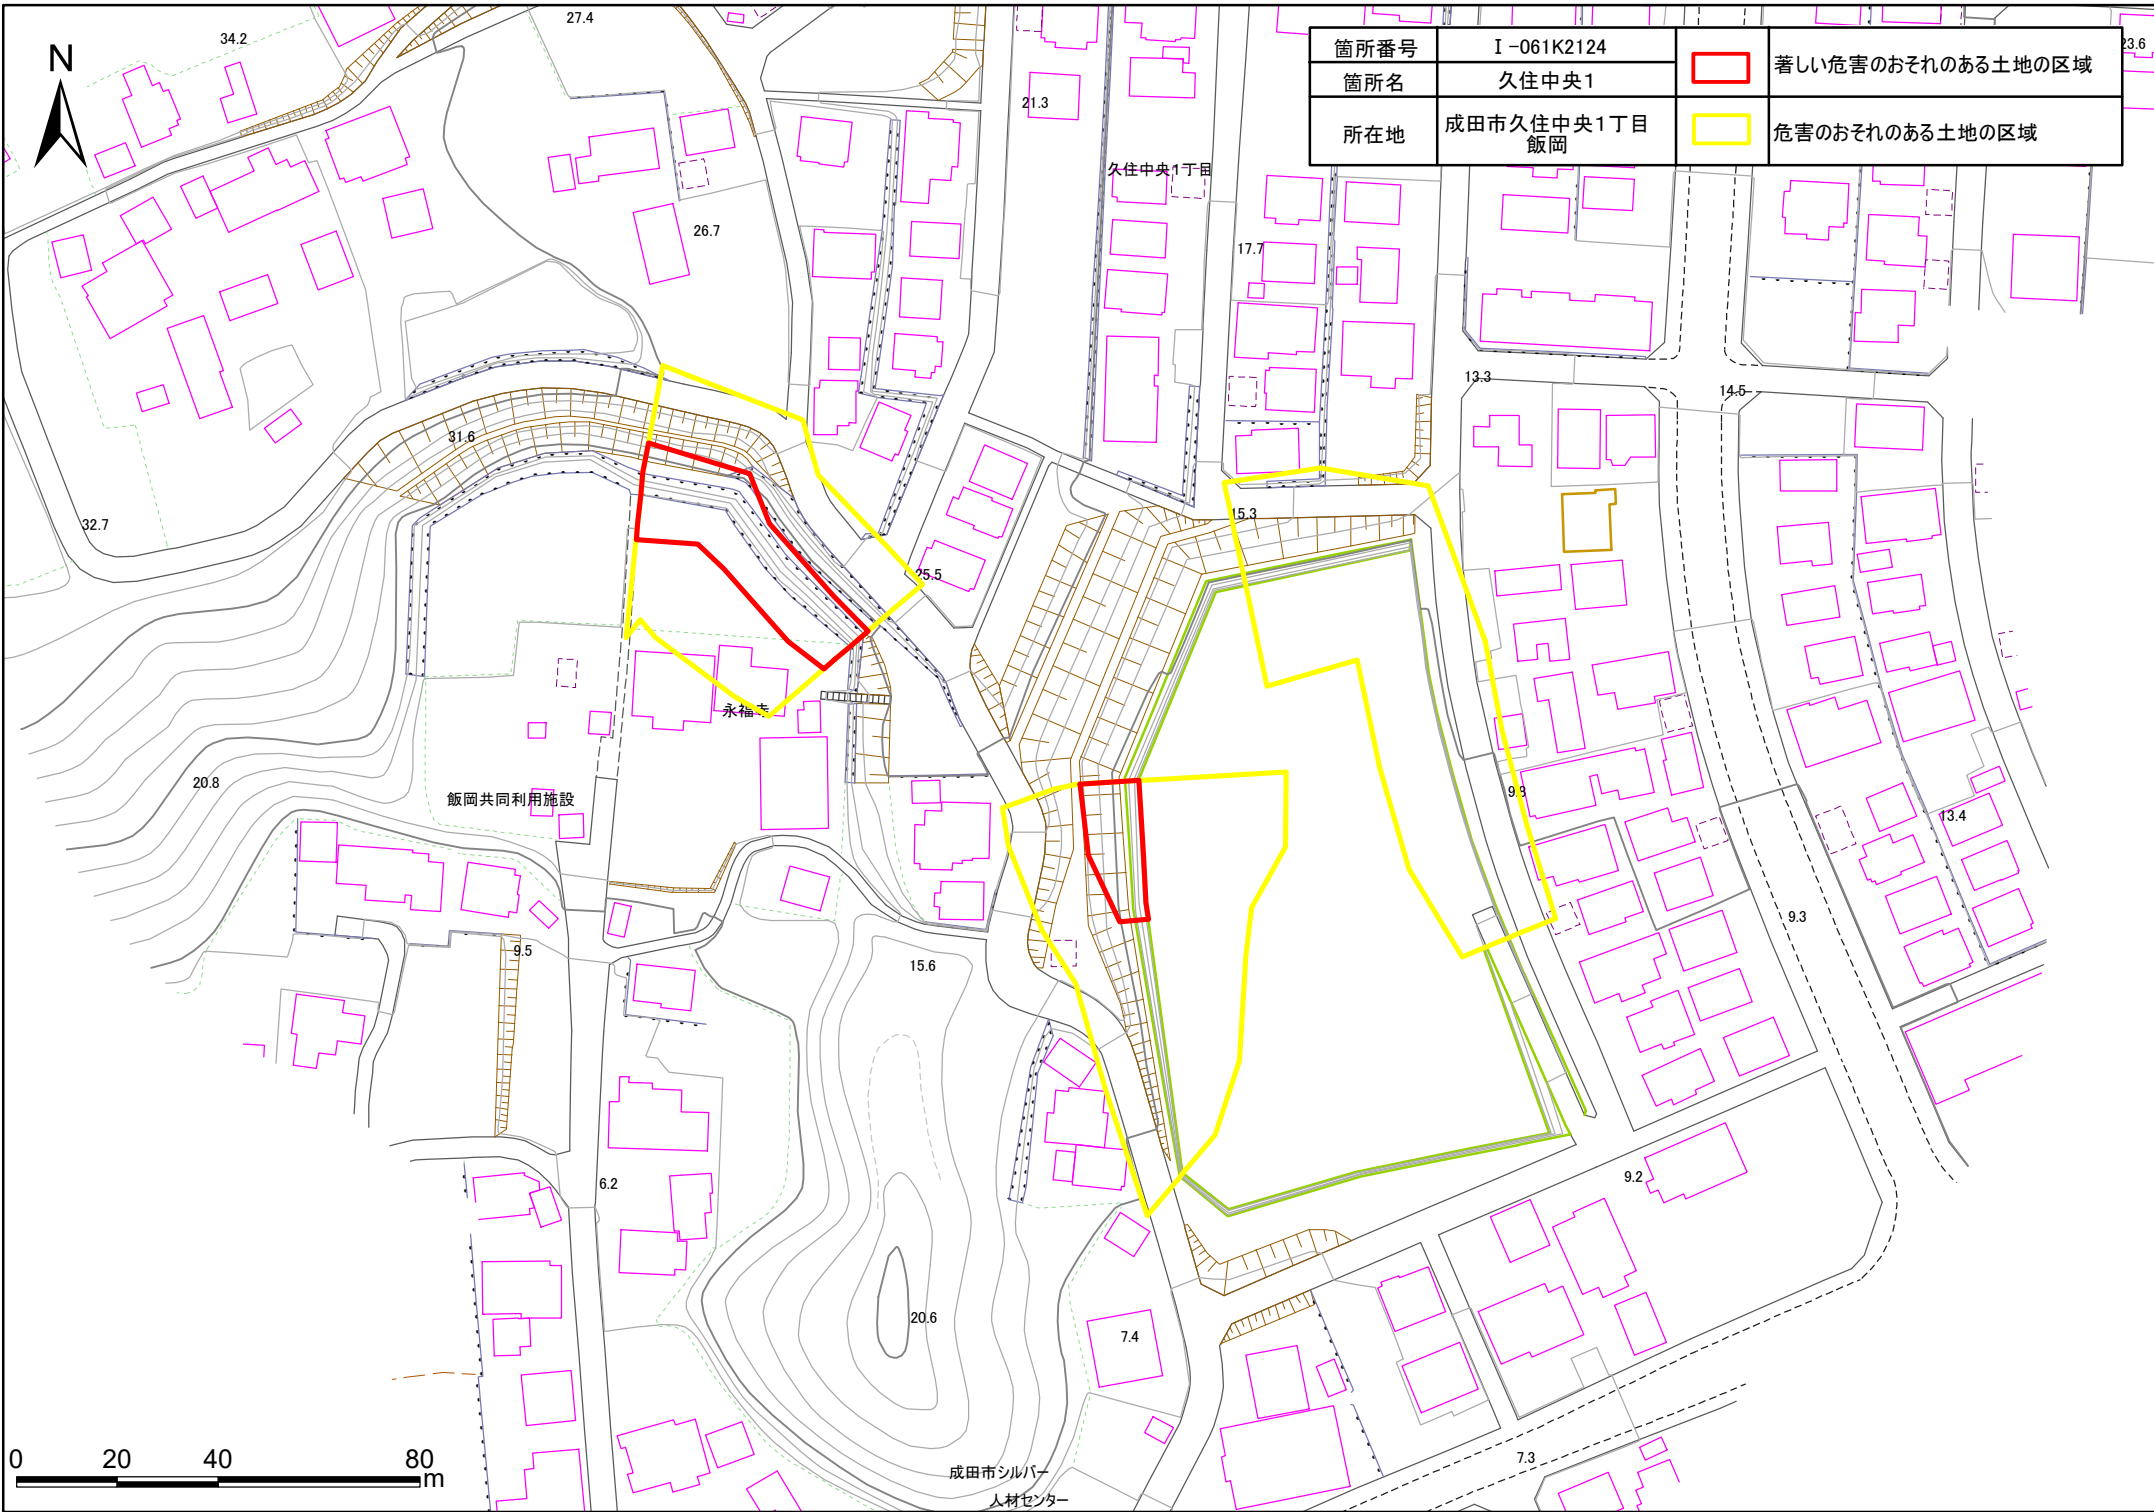 N
箇所番号
I-061K2124
著しい危害のおそれのある土地の区域
箇所名
久住中央1
所在地
成田市久住中央1丁目
飯岡
危害のおそれのある土地の区域
27.4
34.2
23.6
21.3
久住中央1丁目
26.7
17.7
13.3
14.5
31.6
32.7
15.3
25.5
永福寺
20.8
飯岡共同利用施設
9.8
13.4
9.3
9.5
15.6
6.2
9.2
20.6
7.4
7.3
成田市シルバー
人材センター
0 20 40 80
m